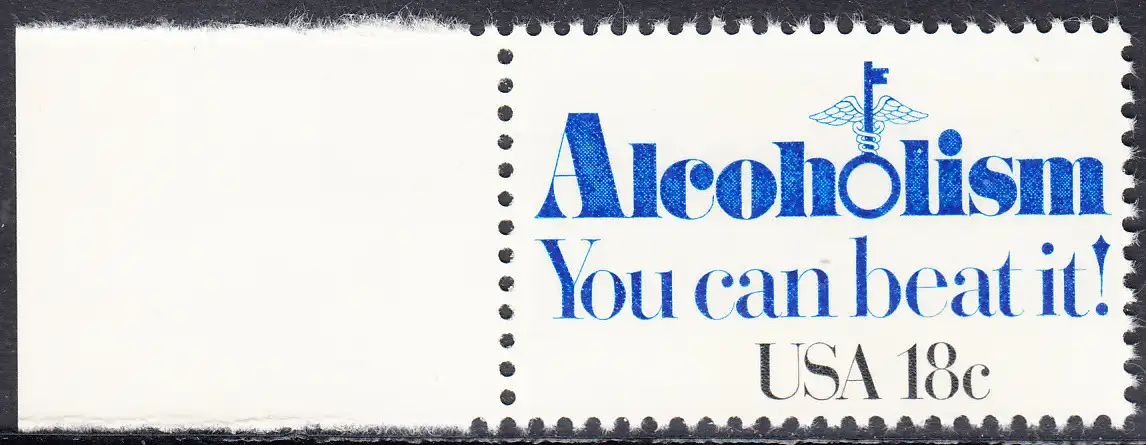 Alcoholism
You can beat it!
USA 18c